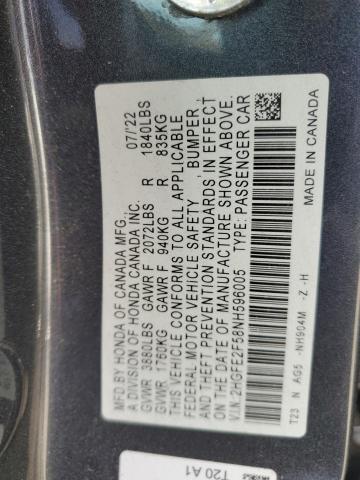 MFD. BY HONDA OF CANADA MFG., 07/'22
A DIVISION OF HONDA CANADA INC.
GVWR 3880LBS GAWR F 2072LBS R 1840LBS
GVWR 1760KG GAWR F 940KG R 835KG
THIS VEHICLE CONFORMS TO ALL APPLICABLE
FEDERAL MOTOR VEHICLE SAFETY , BUMPER,
AND THEFT PREVENTION STANDARDS IN EFFECT
ON THE DATE OF MANUFACTURE SHOWN ABOVE.
V.I.N. 2HGFE2F58NH596005 TYPE: PASSENGER CAR
T23 N AG5 -NH904M -Z -H MADE IN CANADA
T20 A1